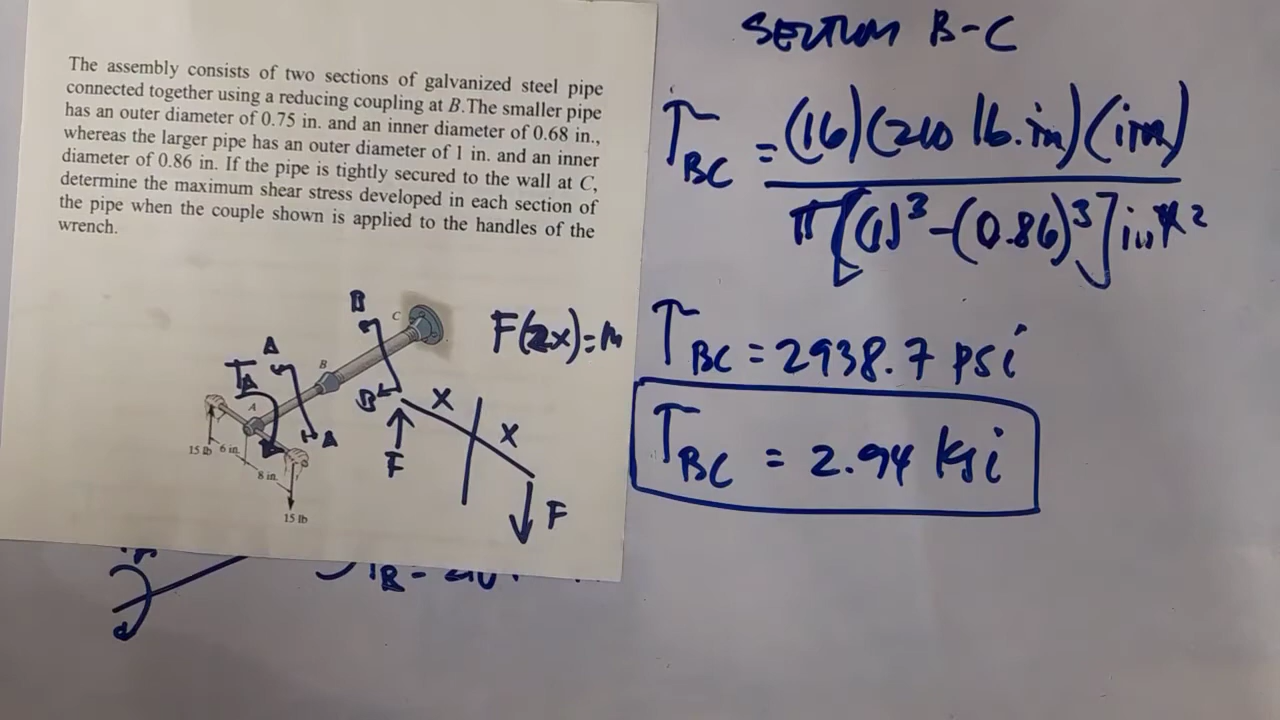 The assembly consists of two sections of galvanized steel pipe
connected together using a reducing coupling at B. The smaller pipe
has an outer diameter of 0.75 in. and an inner diameter of 0.68 in.,
whereas the larger pipe has an outer diameter of 1 in. and an inner
diameter of 0.86 in. If the pipe is tightly secured to the wall at C,
determine the maximum shear stress developed in each section of
the pipe when the couple shown is applied to the handles of the
wrench.
B
C
F(2x)=M
A
B
TA
B
X
A
A
X
15 lb
6 in.
F
8 in.
F
15 lb
SECTION B-C
τBC = (16)(210 lb.in)(1in)
π[(1)³-(0.86)³]in²
τBC = 2938.7 psi
τBC = 2.94 ksi